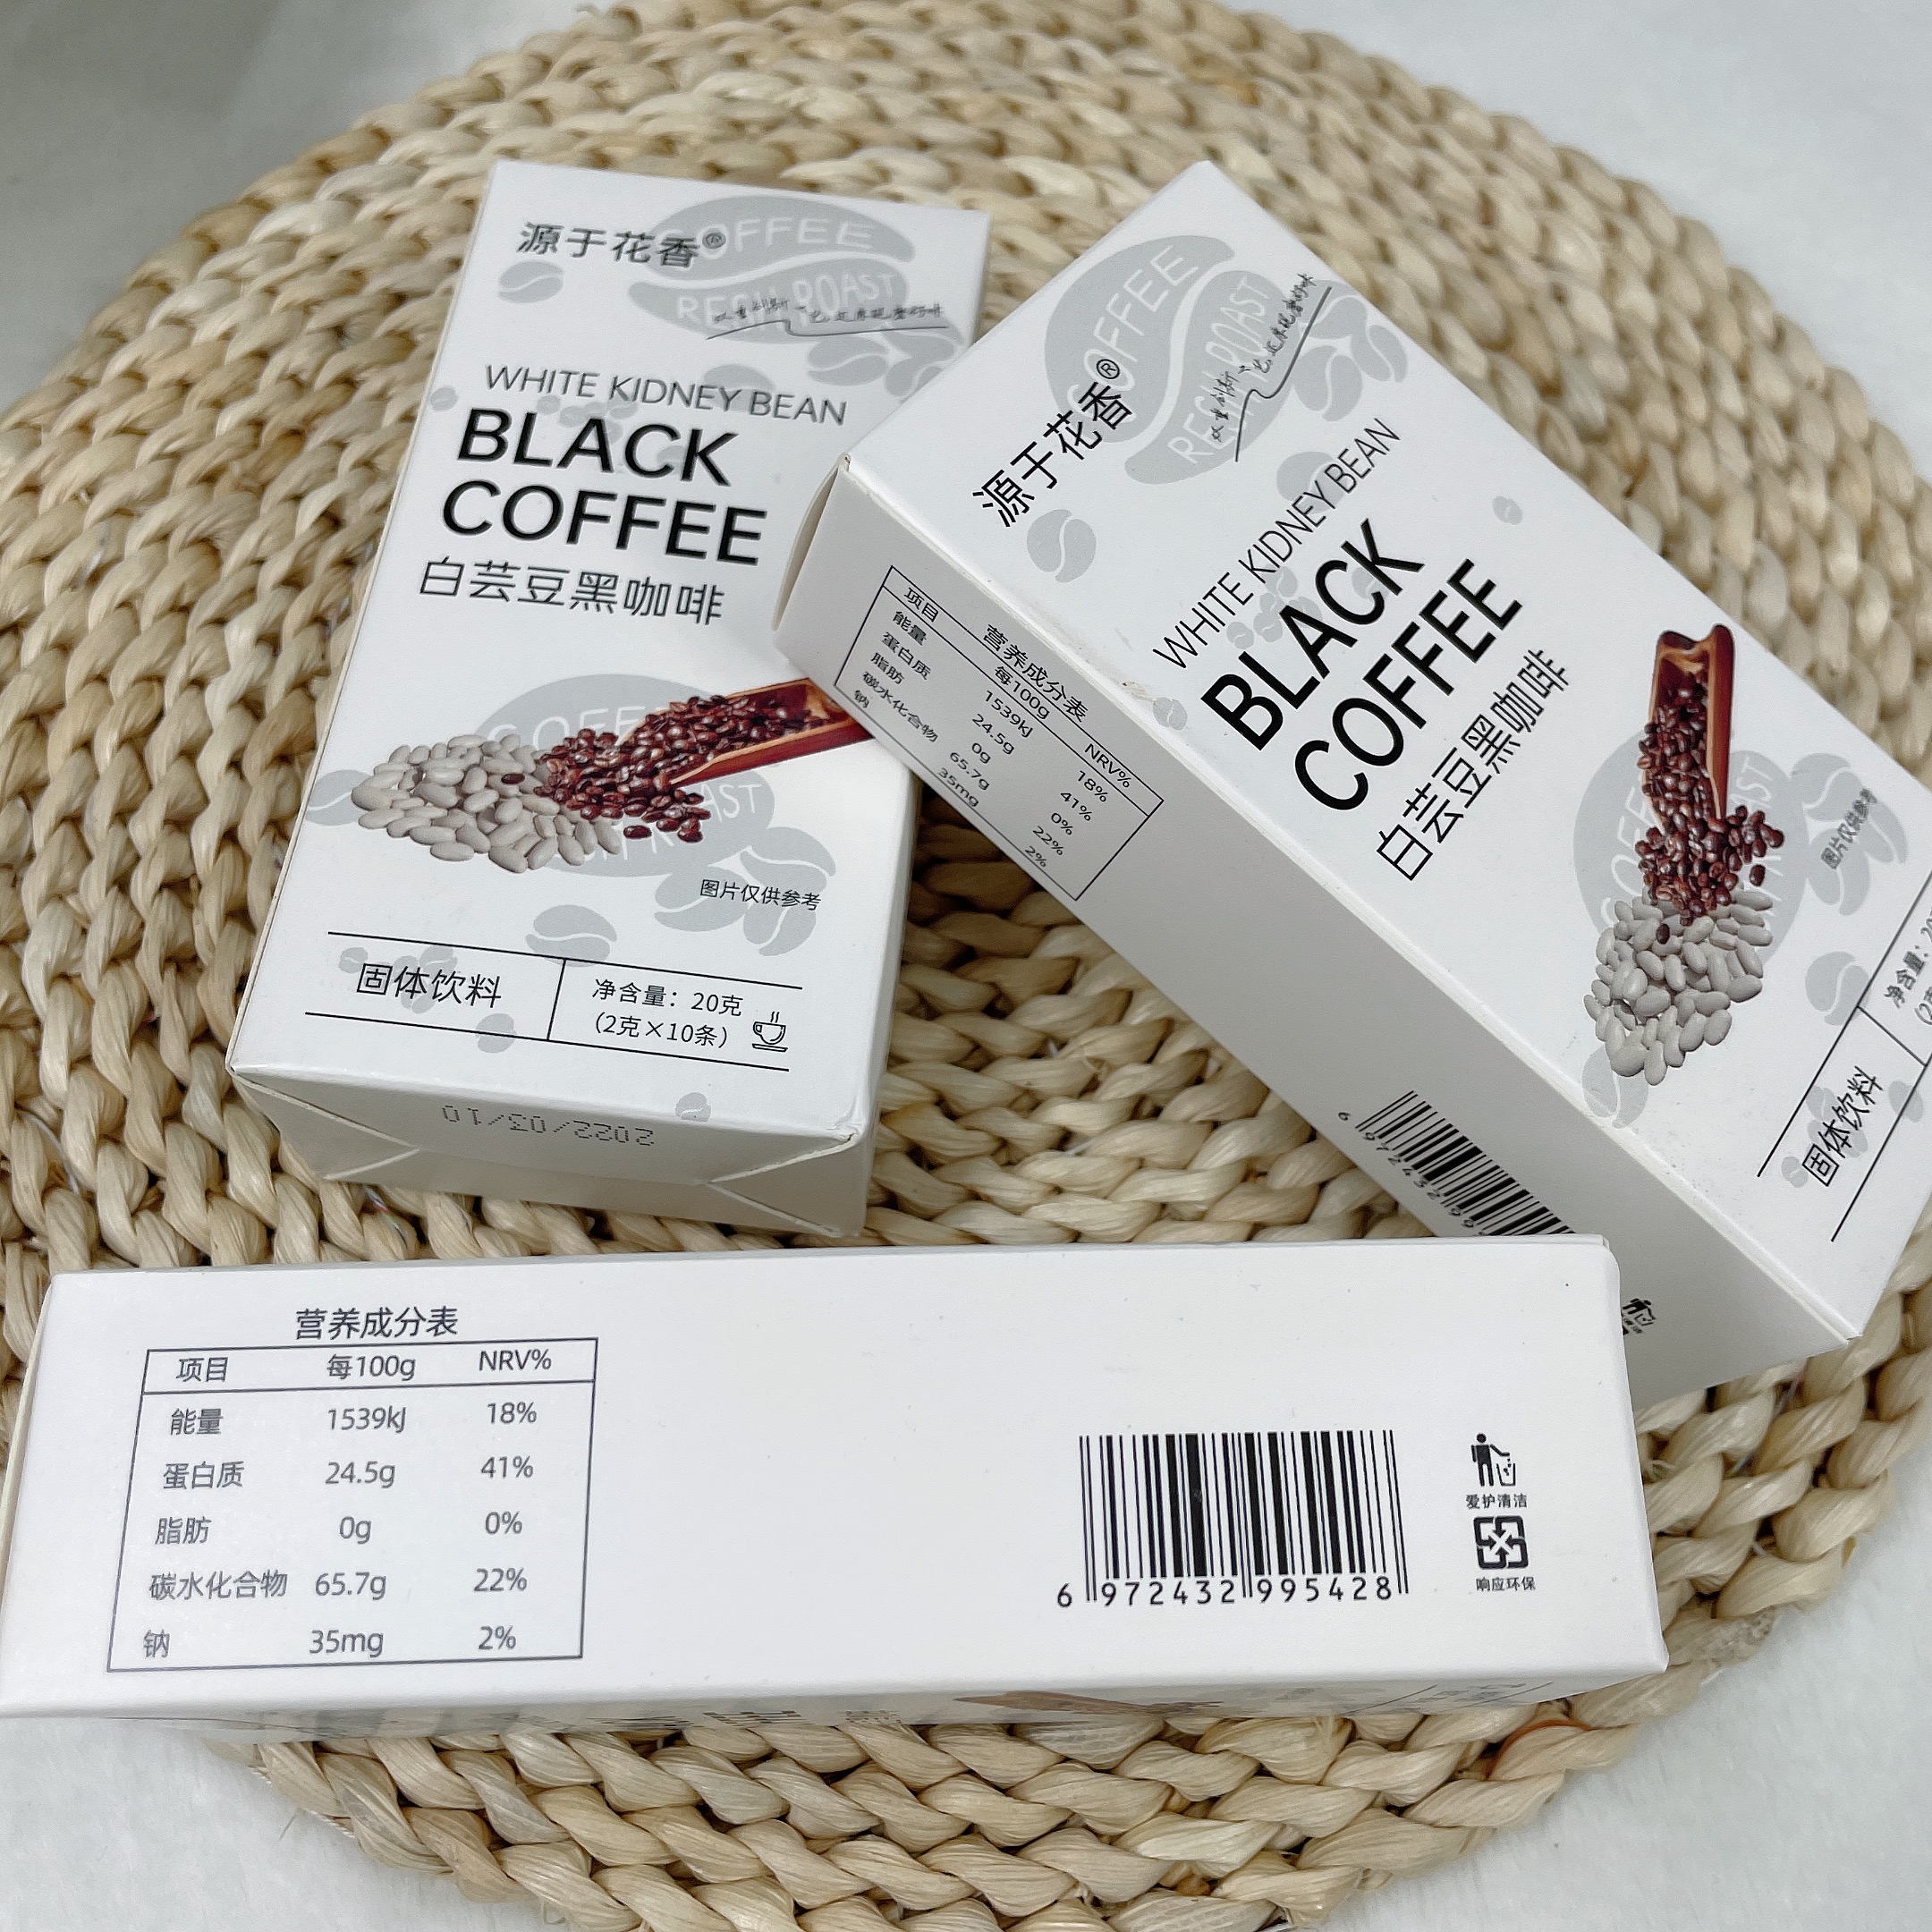 源于花香®
COFFEE
WHITE KIDNEY BEAN
BLACK
COFFEE
白芸豆黑咖啡
图片仅供参考
固体饮料
净含量：20克
（2克×10条）
2022/03/10
源于花香®
COFFEE
WHITE KIDNEY BEAN
BLACK
COFFEE
白芸豆黑咖啡
图片仅供参考
固体饮料
净含量：
营养成分表
项目 每100g NRV%
能量 1539kJ 18%
蛋白质 24.5g 41%
脂肪 0g 0%
碳水化合物 65.7g 22%
钠 35mg 2%
营养成分表
项目 每100g NRV%
能量 1539kJ 18%
蛋白质 24.5g 41%
脂肪 0g 0%
碳水化合物 65.7g 22%
钠 35mg 2%
6 972432 995428
爱护清洁
响应环保